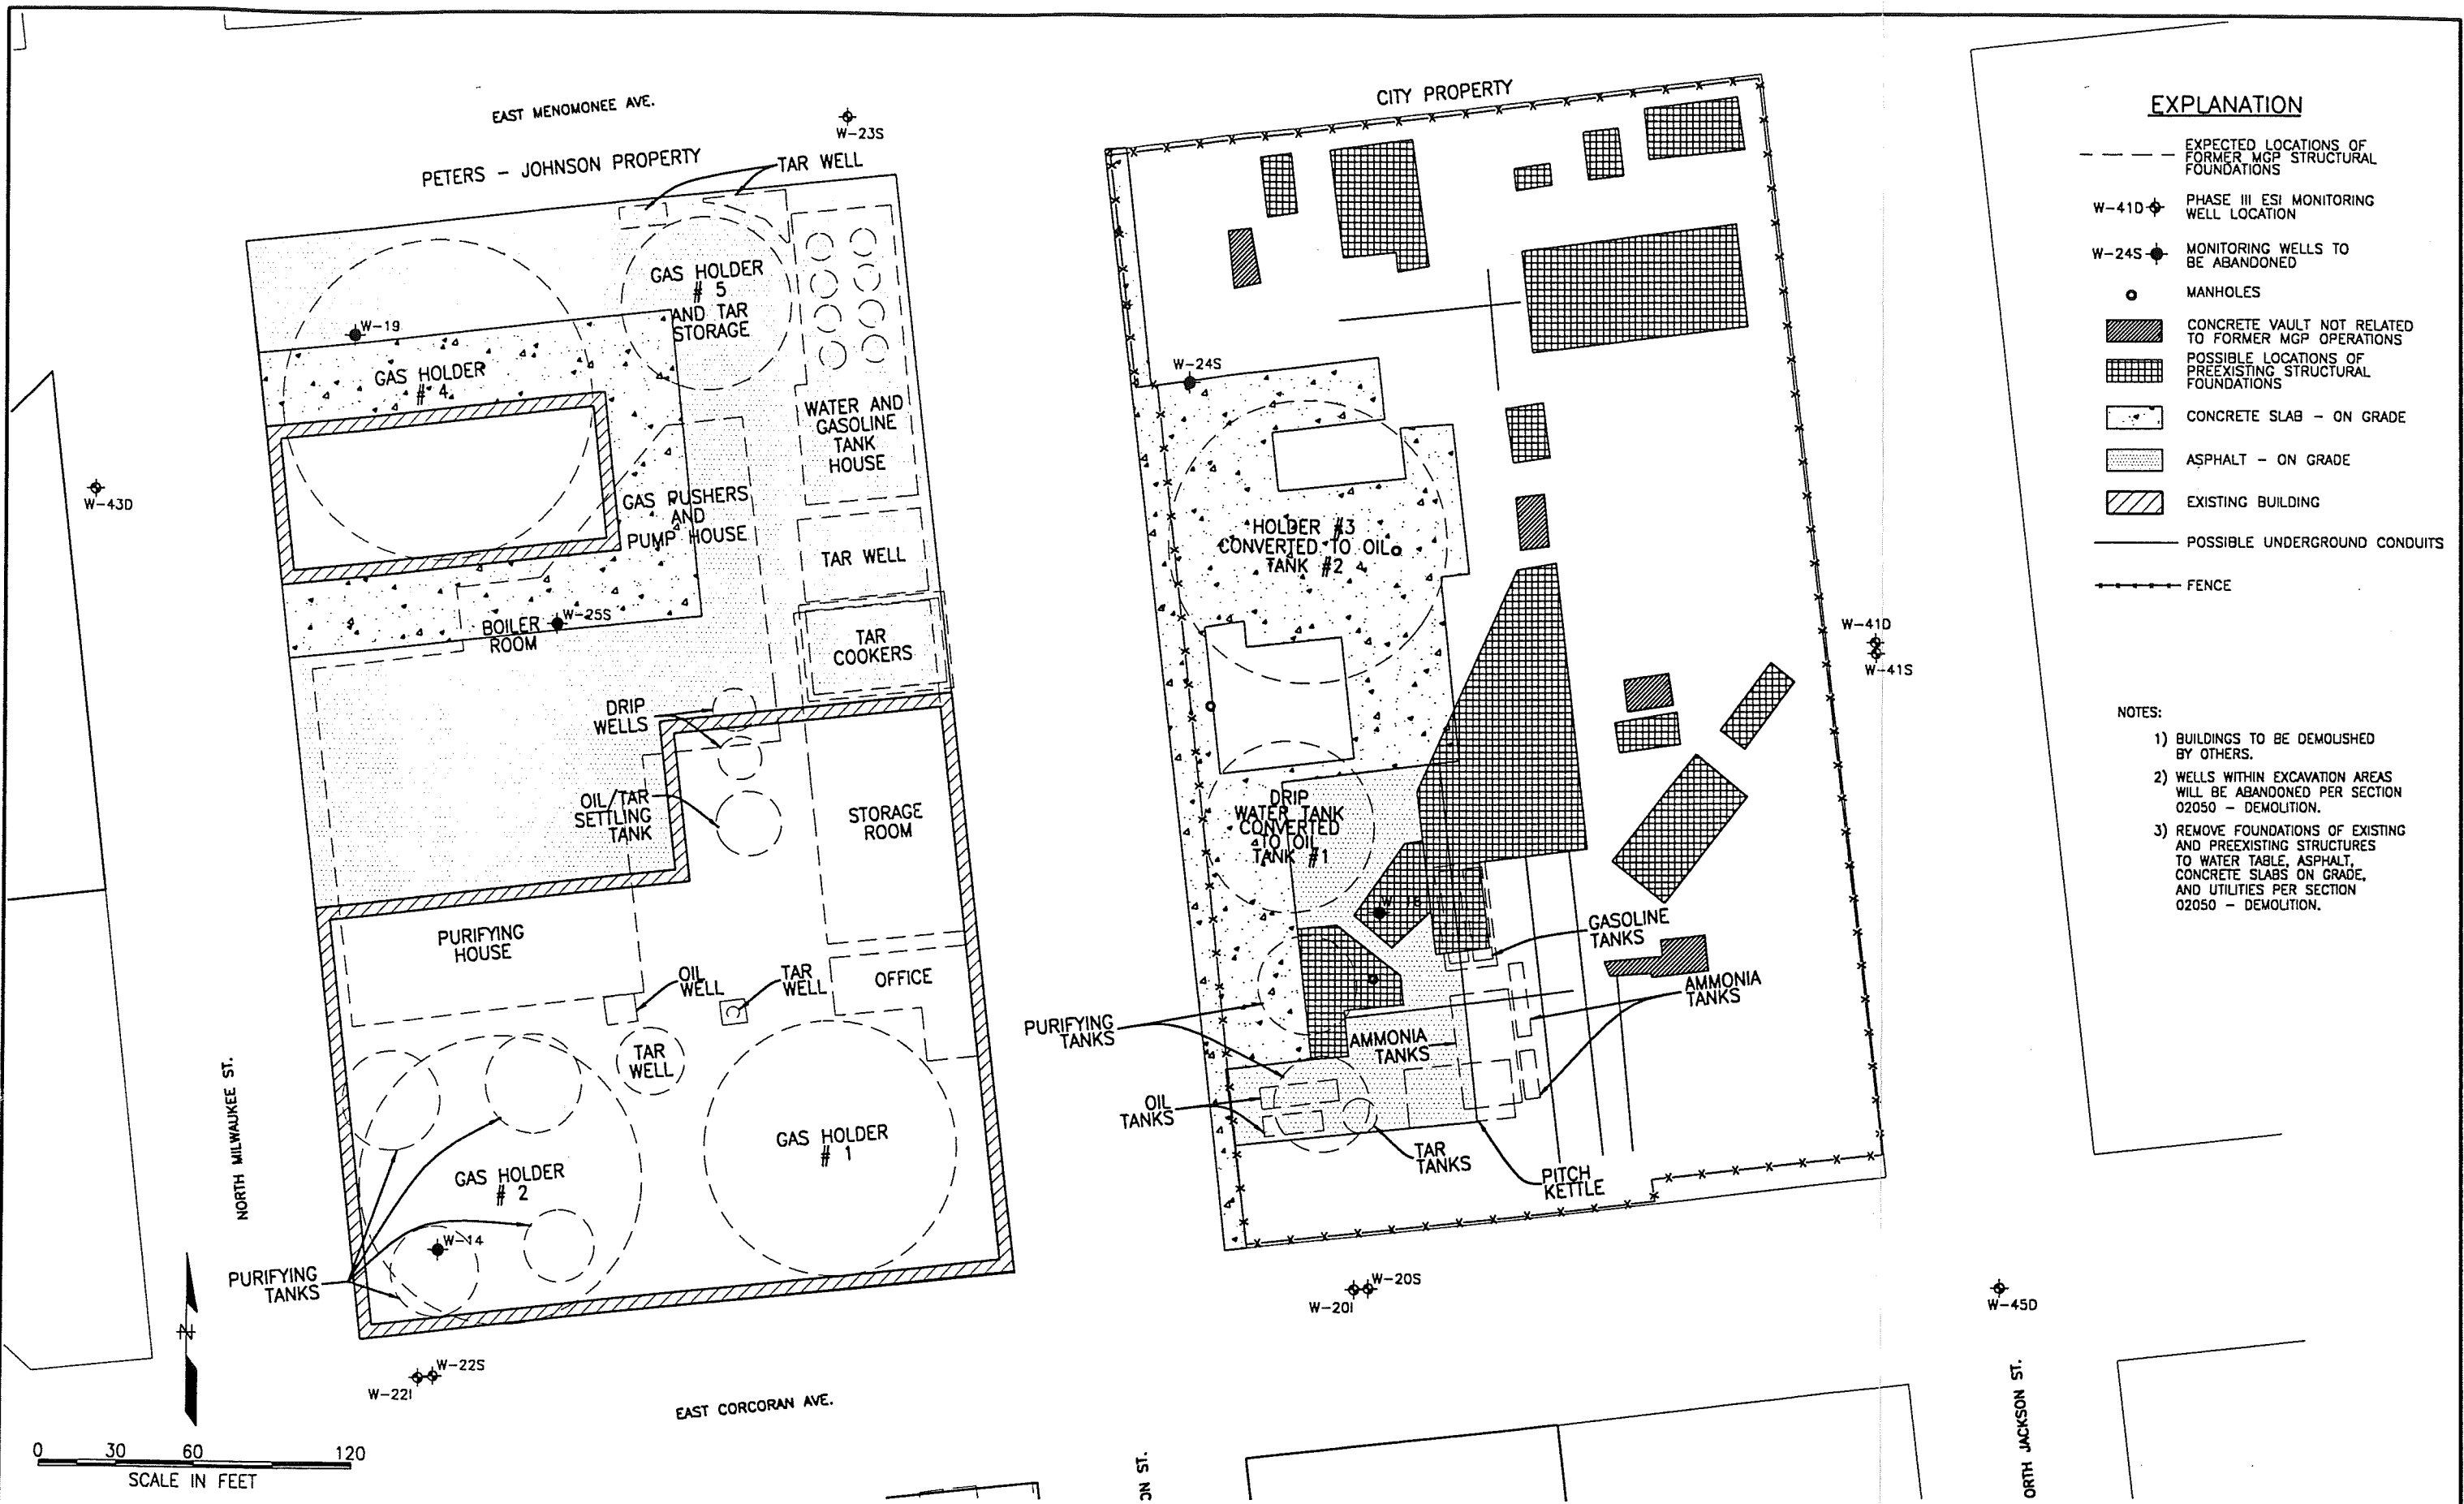 EAST MENOMONEE AVE.
W-23S
PETERS - JOHNSON PROPERTY
TAR WELL
GAS HOLDER
# 5
AND TAR
STORAGE
W-19
GAS HOLDER
# 4
WATER AND
GASOLINE
TANK
HOUSE
W-43D
GAS PUSHERS
AND
PUMP HOUSE
TAR WELL
BOILER
ROOM
W-25S
TAR
COOKERS
DRIP
WELLS
OIL/TAR
SETTLING
TANK
STORAGE
ROOM
PURIFYING
HOUSE
OIL
WELL
TAR
WELL
OFFICE
TAR
WELL
GAS HOLDER
# 1
GAS HOLDER
# 2
W-14
PURIFYING
TANKS
NORTH MILWAUKEE ST.
N
W-22S
W-22I
EAST CORCORAN AVE.
0 30 60 120
SCALE IN FEET
CITY PROPERTY
W-24S
HOLDER #3
CONVERTED TO OIL
TANK #2
W-41D
W-41S
DRIP
WATER TANK
CONVERTED
TO OIL
TANK #1
GASOLINE
TANKS
AMMONIA
TANKS
PURIFYING
TANKS
AMMONIA
TANKS
OIL
TANKS
TAR
TANKS
PITCH
KETTLE
W-20S
W-20I
W-45D
ORTH JACKSON ST.
ST.
EXPLANATION
EXPECTED LOCATIONS OF
FORMER MGP STRUCTURAL
FOUNDATIONS
W-41D PHASE III ESI MONITORING
WELL LOCATION
W-24S MONITORING WELLS TO
BE ABANDONED
MANHOLES
CONCRETE VAULT NOT RELATED
TO FORMER MGP OPERATIONS
POSSIBLE LOCATIONS OF
PREEXISTING STRUCTURAL
FOUNDATIONS
CONCRETE SLAB - ON GRADE
ASPHALT - ON GRADE
EXISTING BUILDING
POSSIBLE UNDERGROUND CONDUITS
FENCE
NOTES:
1) BUILDINGS TO BE DEMOLISHED
BY OTHERS.
2) WELLS WITHIN EXCAVATION AREAS
WILL BE ABANDONED PER SECTION
02050 - DEMOLITION.
3) REMOVE FOUNDATIONS OF EXISTING
AND PREEXISTING STRUCTURES
TO WATER TABLE, ASPHALT,
CONCRETE SLABS ON GRADE,
AND UTILITIES PER SECTION
02050 - DEMOLITION.